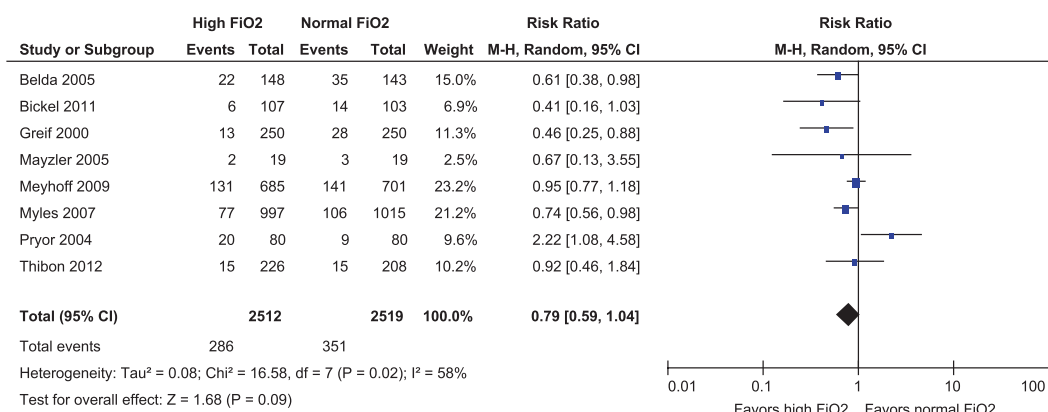 High FiO2 Normal FiO2 Risk Ratio Risk Ratio
Study or Subgroup Events Total Events Total Weight M-H, Random, 95% CI M-H, Random, 95% CI
Belda 2005 22 148 35 143 15.0% 0.61 [0.38, 0.98]
Bickel 2011 6 107 14 103 6.9% 0.41 [0.16, 1.03]
Greif 2000 13 250 28 250 11.3% 0.46 [0.25, 0.88]
Mayzler 2005 2 19 3 19 2.5% 0.67 [0.13, 3.55]
Meyhoff 2009 131 685 141 701 23.2% 0.95 [0.77, 1.18]
Myles 2007 77 997 106 1015 21.2% 0.74 [0.56, 0.98]
Pryor 2004 20 80 9 80 9.6% 2.22 [1.08, 4.58]
Thibon 2012 15 226 15 208 10.2% 0.92 [0.46, 1.84]
Total (95% CI) 2512 2519 100.0% 0.79 [0.59, 1.04]
Total events 286 351
Heterogeneity: Tau² = 0.08; Chi² = 16.58, df = 7 (P = 0.02); I² = 58%
Test for overall effect: Z = 1.68 (P = 0.09)
0.01 0.1 1 10 100
Favors high FiO2 Favors normal FiO2